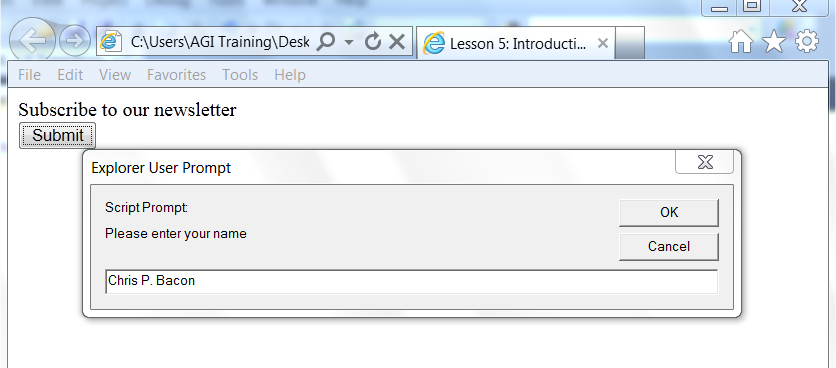 C:\Users\AGI Training\Desk
Lesson 5: Introducti...
File Edit View Favorites Tools Help
Subscribe to our newsletter
Submit
Explorer User Prompt
Script Prompt:
OK
Please enter your name
Cancel
Chris P. Bacon